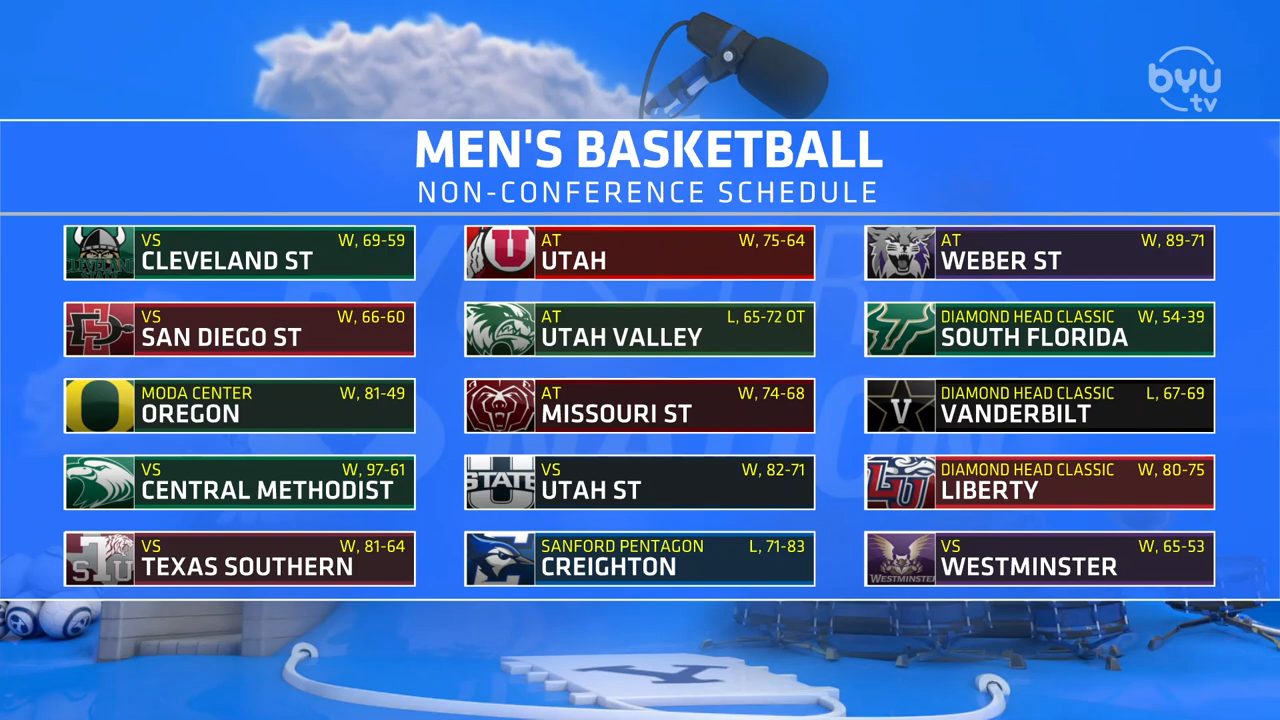 byu
tv
MEN'S BASKETBALL
NON-CONFERENCE SCHEDULE
VS W, 69-59
CLEVELAND ST
VS W, 66-60
SAN DIEGO ST
MODA CENTER W, 81-49
OREGON
VS W, 97-61
CENTRAL METHODIST
VS W, 81-64
TEXAS SOUTHERN
AT W, 75-64
U
UTAH
AT L, 65-72 OT
UTAH VALLEY
AT W, 74-68
MISSOURI ST
VS W, 82-71
STATE
UTAH ST
SANFORD PENTAGON L, 71-83
CREIGHTON
AT W, 89-71
WEBER ST
DIAMOND HEAD CLASSIC W, 54-39
SOUTH FLORIDA
DIAMOND HEAD CLASSIC L, 67-69
V
VANDERBILT
DIAMOND HEAD CLASSIC W, 80-75
LU
LIBERTY
VS W, 65-53
WESTMINSTER
WESTMINSTER
Y